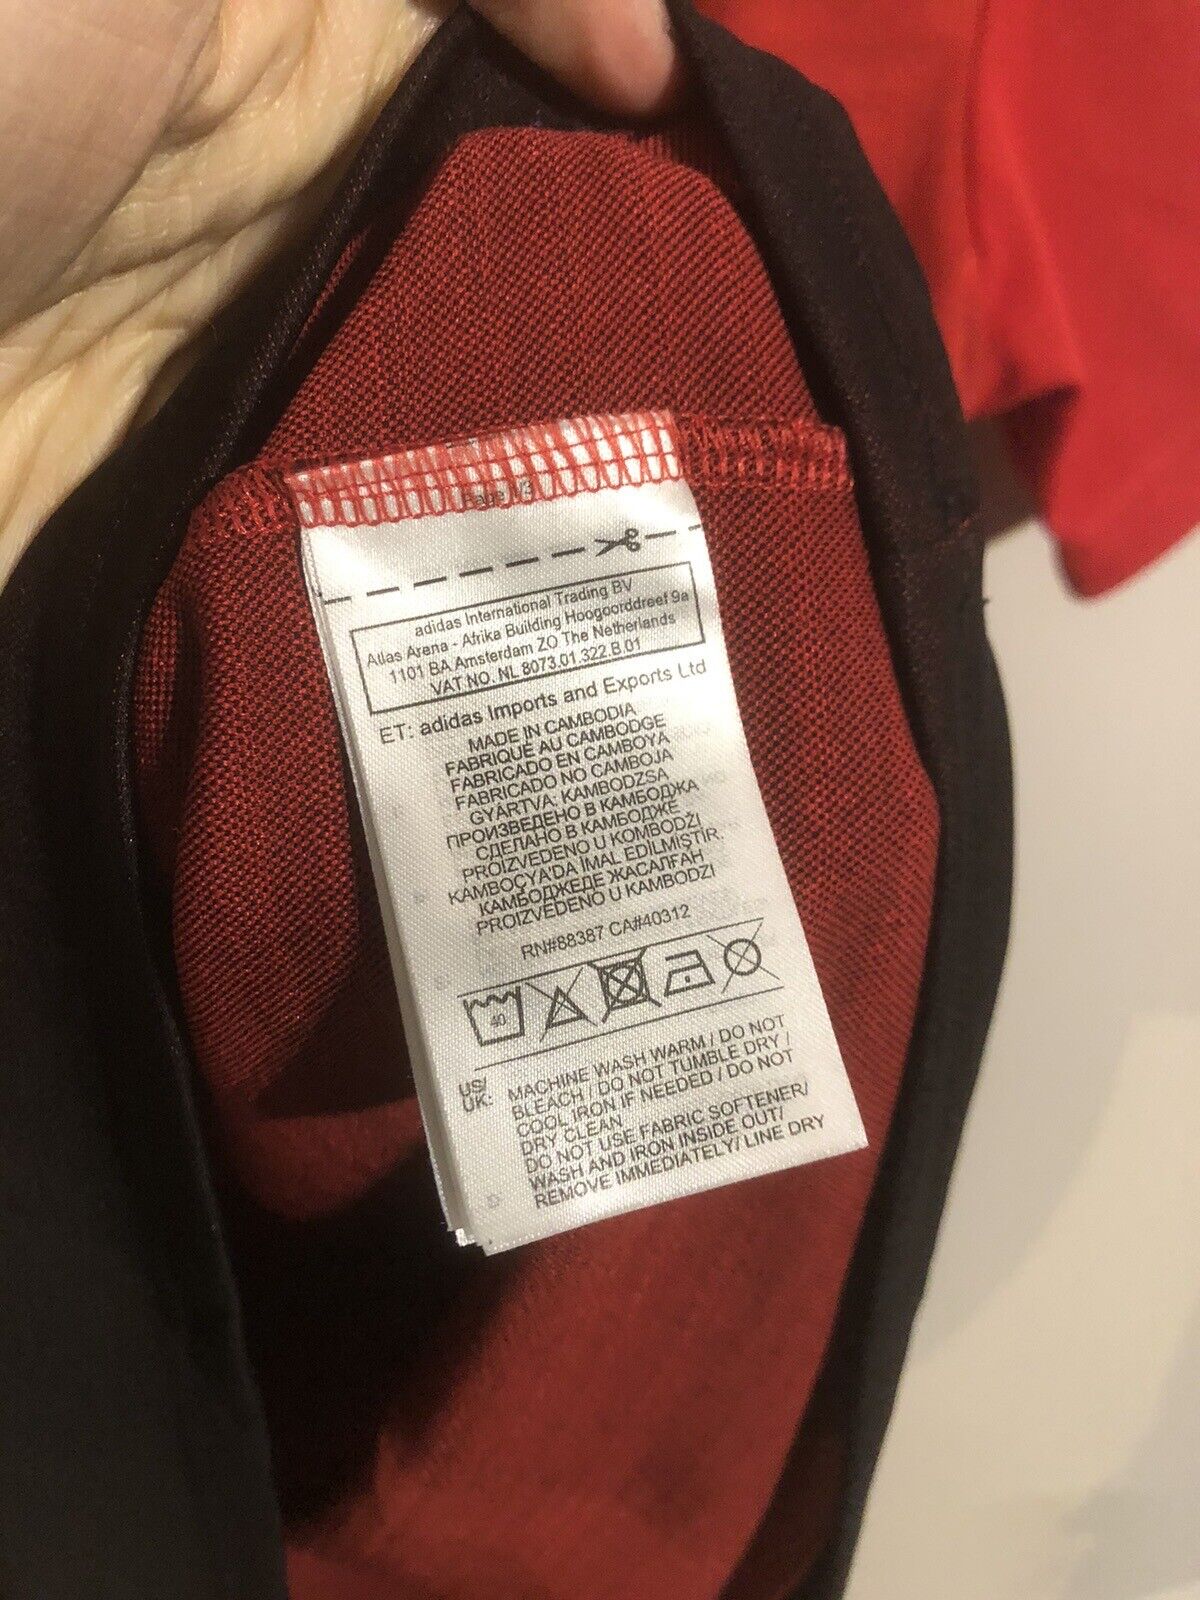 Page 1/3
adidas International Trading BV
Atlas Arena - Afrika Building Hoogoorddreef 9a
1101 BA Amsterdam ZO The Netherlands
VAT NO. NL 8073.01.322.B.01
ET: adidas Imports and Exports Ltd
MADE IN CAMBODIA
FABRIQUE AU CAMBODGE
FABRICADO EN CAMBOYA
FABRICADO NO CAMBOJA
GYÁRTVA: KAMBODZSA
ПРОИЗВЕДЕНО В КАМБОДЖА
СДЕЛАНО В КАМБОДЖЕ
PROIZVEDENO U KOMBODŽI
KAMBOÇYA'DA İMAL EDİLMİŞTİR.
КАМБОДЖЕДЕ ЖАСАЛҒАН
PROIZVEDENO U KAMBODZI
RN#88387 CA#40312
40
US/ UK: MACHINE WASH WARM / DO NOT
BLEACH / DO NOT TUMBLE DRY /
COOL IRON IF NEEDED / DO NOT
DRY CLEAN
DO NOT USE FABRIC SOFTENER/
WASH AND IRON INSIDE OUT/
REMOVE IMMEDIATELY/ LINE DRY